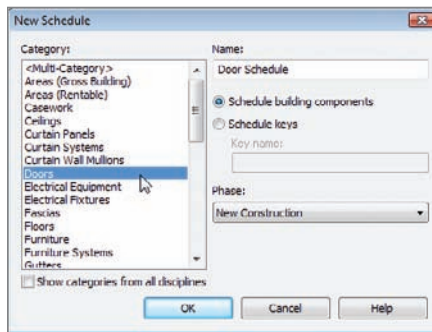 New Schedule
Category:
<Multi-Category>
Areas (Gross Building)
Areas (Rentable)
Casework
Ceilings
Curtain Panels
Curtain Systems
Curtain Wall Mullions
Doors
Electrical Equipment
Electrical Fixtures
Fascias
Floors
Furniture
Furniture Systems
Gutters
Show categories from all disciplines
Name:
Door Schedule
Schedule building components
Schedule keys
Key name:
Phase:
New Construction
OK
Cancel
Help